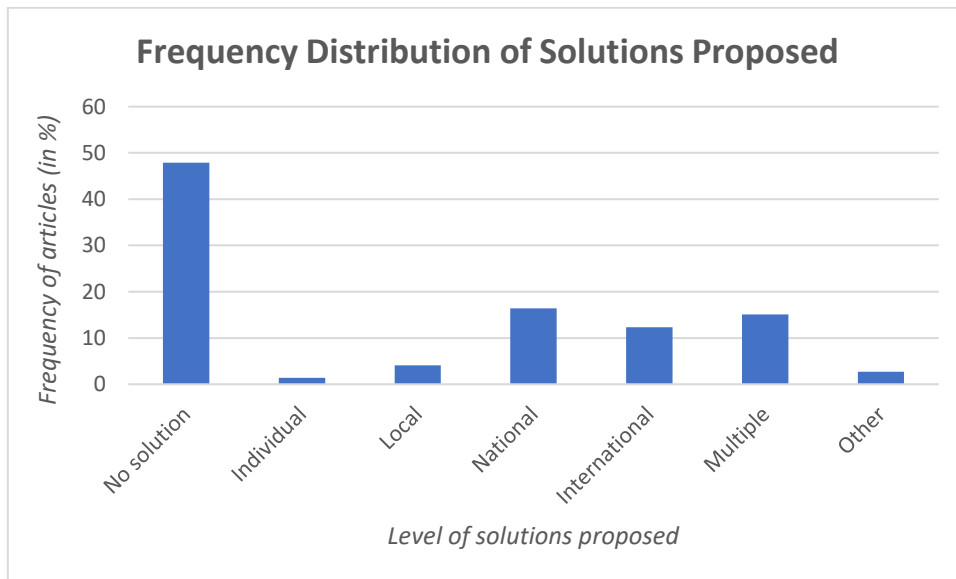 Frequency Distribution of Solutions Proposed
Frequency of articles (in %)
60
50
40
30
20
10
0
No solution
Individual
Local
National
International
Multiple
Other
Level of solutions proposed